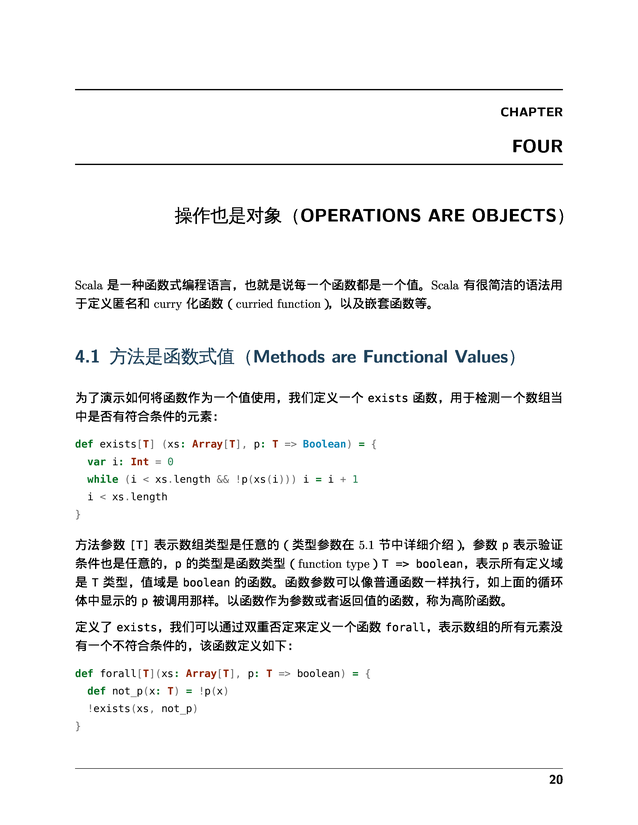 CHAPTER
FOUR
操作也是对象（OPERATIONS ARE OBJECTS）
Scala 是一种函数式编程语言，也就是说每一个函数都是一个值。Scala 有很简洁的语法用
于定义匿名和 curry 化函数（curried function），以及嵌套函数等。
4.1 方法是函数式值（Methods are Functional Values）
为了演示如何将函数作为一个值使用，我们定义一个 exists 函数，用于检测一个数组当
中是否有符合条件的元素：
def exists[T] (xs: Array[T], p: T => Boolean) = {
  var i: Int = 0
  while (i < xs.length && !p(xs(i))) i = i + 1
  i < xs.length
}
方法参数 [T] 表示数组类型是任意的（类型参数在 5.1 节中详细介绍），参数 p 表示验证
条件也是任意的，p 的类型是函数类型（function type）T => boolean，表示所有定义域
是 T 类型，值域是 boolean 的函数。函数参数可以像普通函数一样执行，如上面的循环
体中显示的 p 被调用那样。以函数作为参数或者返回值的函数，称为高阶函数。
定义了 exists，我们可以通过双重否定来定义一个函数 forall，表示数组的所有元素没
有一个不符合条件的，该函数定义如下：
def forall[T](xs: Array[T], p: T => boolean) = {
  def not_p(x: T) = !p(x)
  !exists(xs, not_p)
}
20